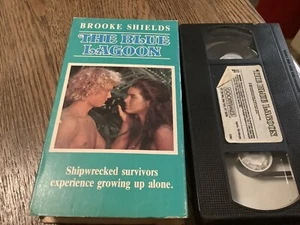 BROOKE SHIELDS
THE BLUE
LAGOON
Shipwrecked survivors
experience growing up alone.
THE BLUE LAGOON